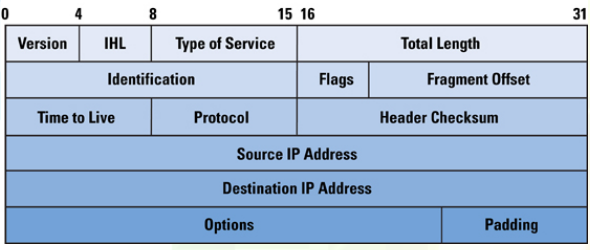 0 4 8 15 16 31
Version IHL Type of Service Total Length
Identification Flags Fragment Offset
Time to Live Protocol Header Checksum
Source IP Address
Destination IP Address
Options Padding